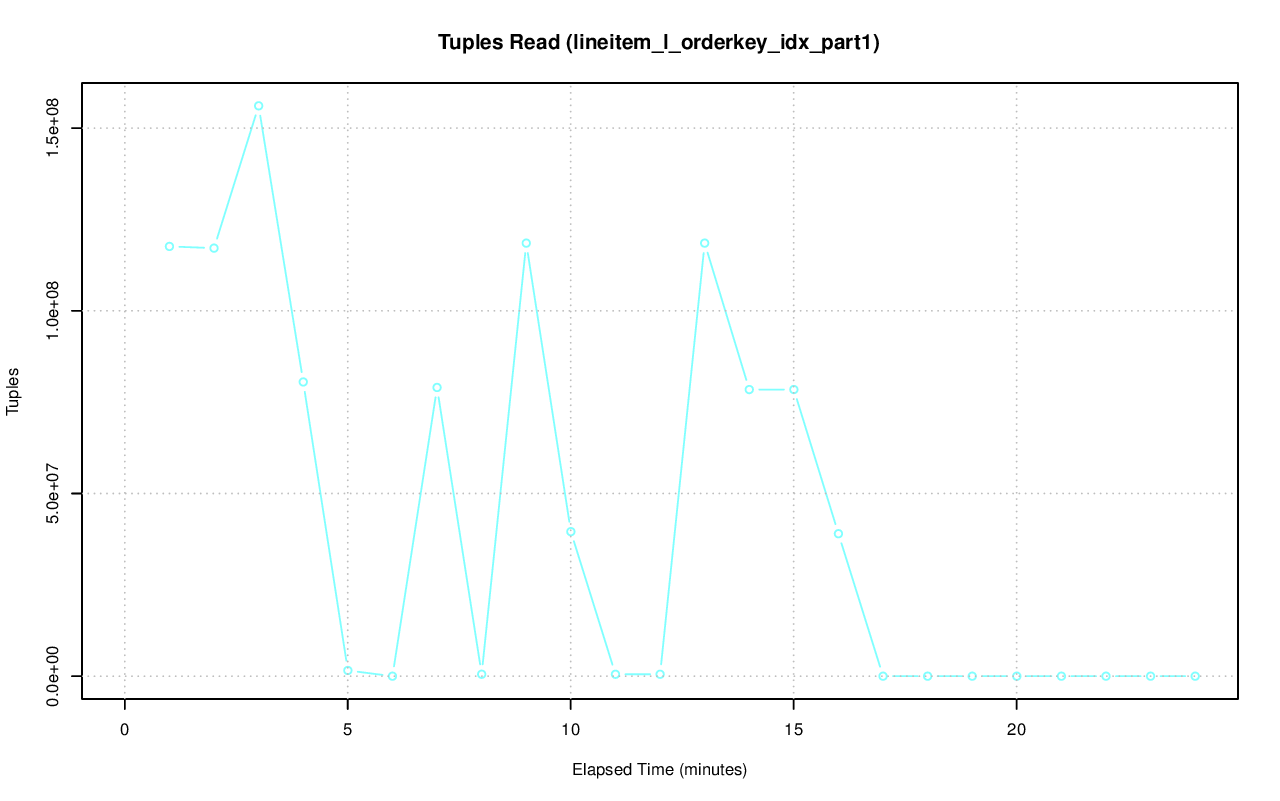 Tuples Read (lineitem_l_orderkey_idx_part1)
Tuples
1.5e+08
1.0e+08
5.0e+07
0.0e+00
0 5 10 15 20
Elapsed Time (minutes)